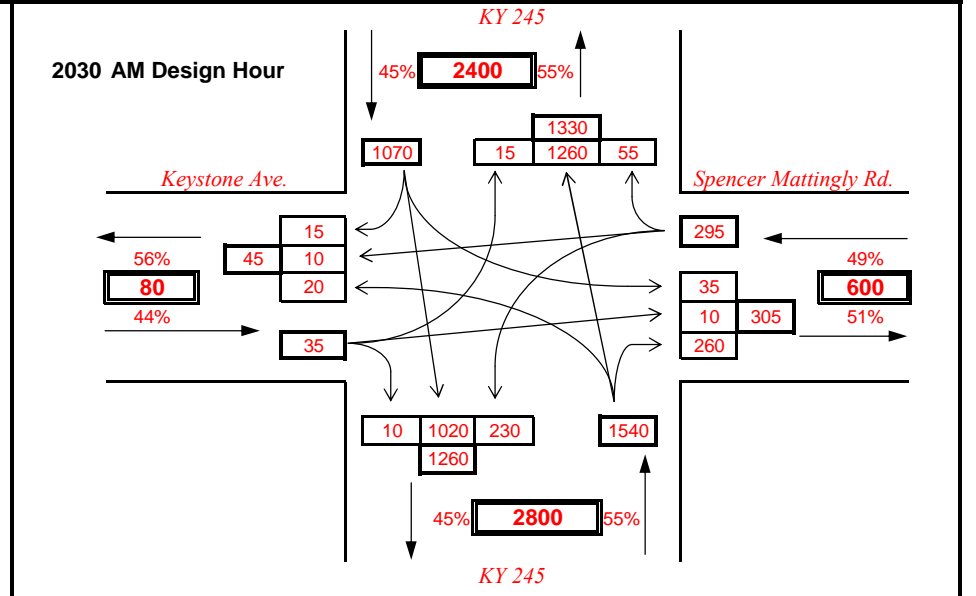 KY 245
2030 AM Design Hour
45% 2400 55%
1330
1070 15 1260 55
Keystone Ave. Spencer Mattingly Rd.
15 295
45 10
56% 49%
80 20 35 600
44% 10 305 51%
35 260
10 1020 230 1540
1260
45% 2800 55%
KY 245